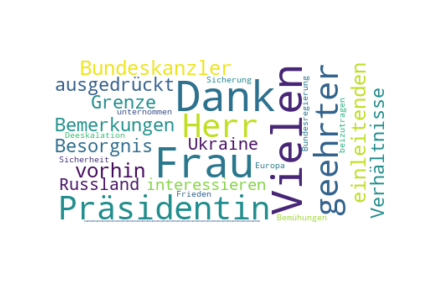 Bundeskanzler
Sicherung
ausgedrückt
Dank
Vielen
Bundesregierung
geehrter
beizutragen
einleitenden
Verhältnisse
Grenze
unternommen
Bemerkungen
Herr
Deeskalation
Besorgnis
Ukraine
Sicherheit
vorhin
Frau
Europa
Russland
interessieren
Frieden
Präsidentin
Bemühungen